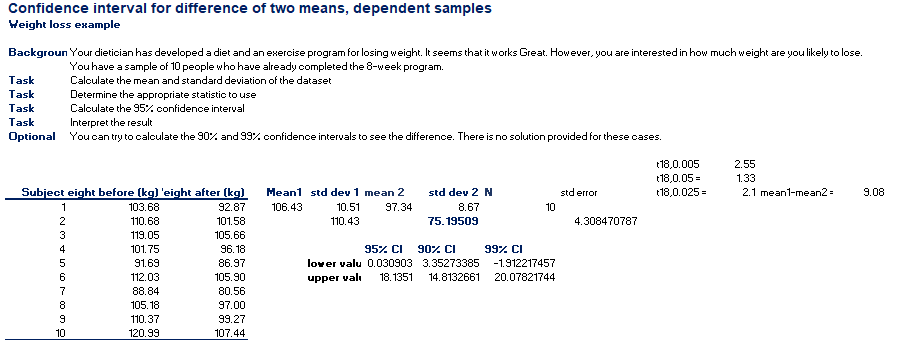 Confidence interval for difference of two means, dependent samples
Weight loss example
Backgroun Your dietician has developed a diet and an exercise program for losing weight. It seems that it works Great. However, you are interested in how much weight are you likely to lose.
You have a sample of 10 people who have already completed the 8-week program.
Task Calculate the mean and standard deviation of the dataset
Task Determine the appropriate statistic to use
Task Calculate the 95% confidence interval
Task Interpret the result
Optional You can try to calculate the 90% and 99% confidence intervals to see the difference. There is no solution provided for these cases.
t18,0.005 2.55
t18,0.05= 1.33
Subject eight before (kg) 'eight after (kg) Mean1 std dev 1 mean 2 std dev 2 N std error t18,0.025= 2.1 mean1-mean2= 9.08
1 103.68 92.87 106.43 10.51 97.34 8.67 10
2 110.68 101.58 110.43 75.19509 4.308470787
3 119.05 105.66
4 101.75 96.18 95% CI 90% CI 99% CI
5 91.69 86.97 lower valu 0.030903 3.35273385 -1.912217457
6 112.03 105.90 upper valu 18.1351 14.8132661 20.07821744
7 88.84 80.56
8 105.18 97.00
9 110.37 99.27
10 120.99 107.44